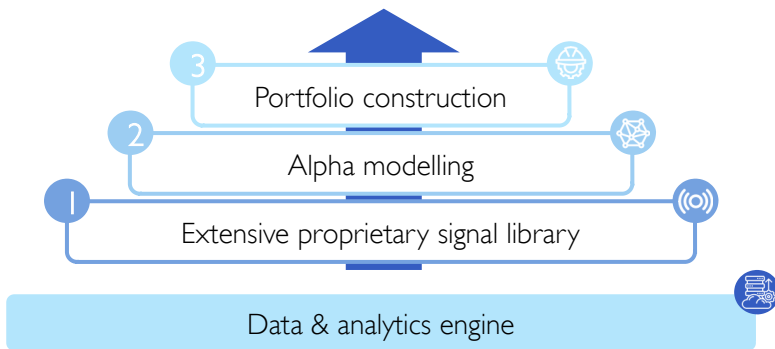 3
Portfolio construction
2
Alpha modelling
1
Extensive proprietary signal library
Data & analytics engine